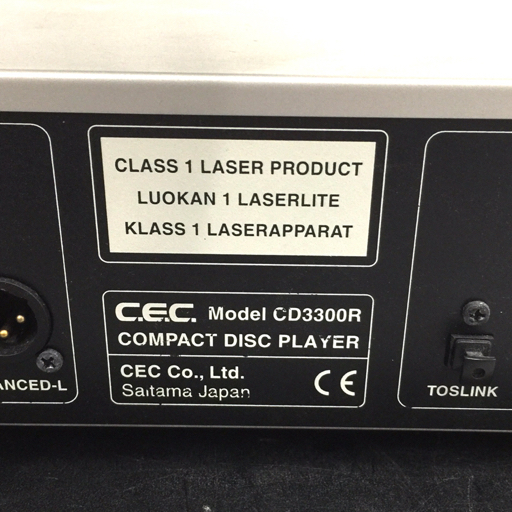 CLASS 1 LASER PRODUCT
LUOKAN 1 LASERLITE
KLASS 1 LASERAPPARAT
C.E.C. Model CD3300R
COMPACT DISC PLAYER
CEC Co., Ltd.
Saitama Japan
CE
ANCED-L
TOSLINK